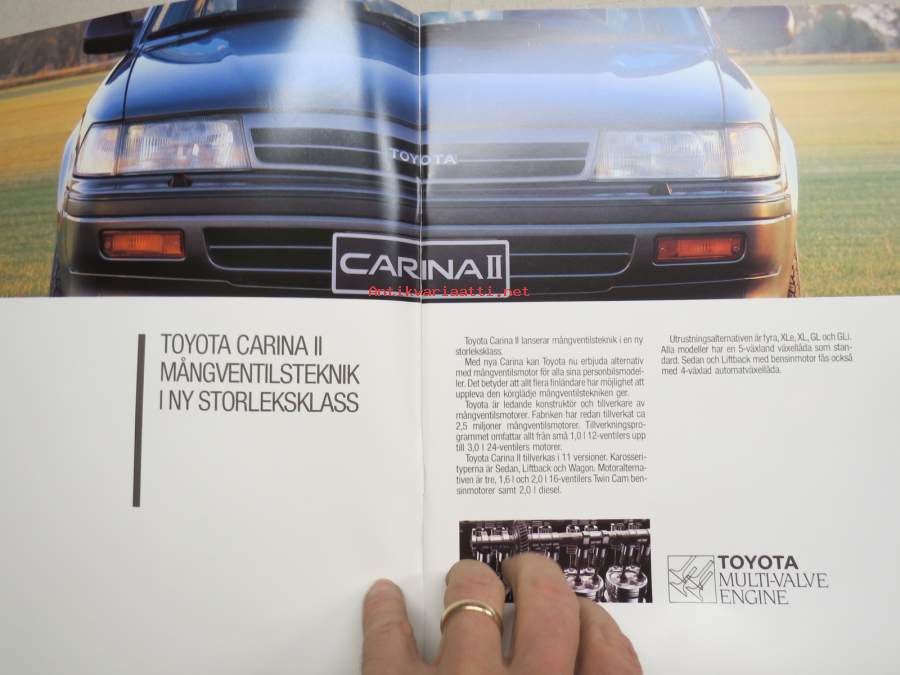 TOYOTA
CARINA II
Antikvariaatti.net
TOYOTA CARINA II
MÅNGVENTILSTEKNIK
I NY STORLEKSKLASS
Toyota Carina II lanserar mångventilsteknik i en ny
storleksklass.
Med nya Carina kan Toyota nu erbjuda alternativ
med mångventilsmotor för alla sina personbilsmodel-
ler. Det betyder att allt flera finländare har möjlighet att
uppleva den körglädje mångventilstekniken ger.
Toyota är ledande konstruktör och tillverkare av
mångventilsmotorer. Fabriken har redan tillverkat ca
2,5 miljoner mångventilsmotorer. Tillverkningspro-
grammet omfattar allt från små 1,0 l 12-ventilers upp
till 3,0 l 24-ventilers motorer.
Toyota Carina II tillverkas i 11 versioner. Karosseri-
typerna är Sedan, Liftback och Wagon. Motoralterna-
tiven är tre, 1,6 l och 2,0 l 16-ventilers Twin Cam ben-
sinmotorer samt 2,0 l diesel.
Utrustningsalternativen är fyra, XLe, XL, GL och GLi.
Alla modeller har en 5-växland växellåda som stan-
dard. Sedan och Liftback med bensinmotor fås också
med 4-växlad automatväxellåda.
TOYOTA
MULTI-VALVE
ENGINE